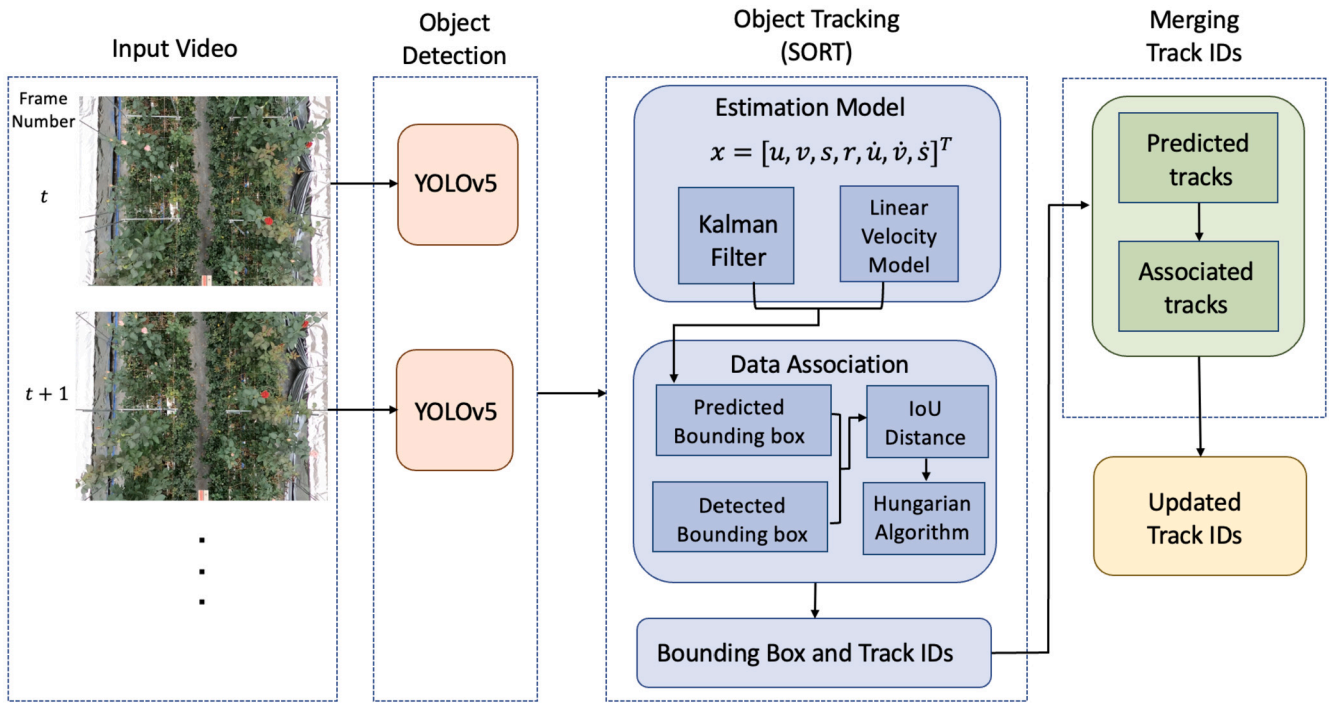 Input Video
Frame
Number
t
t + 1
Object
Detection
YOLOv5
YOLOv5
Object Tracking
(SORT)
Estimation Model
x = [u, v, s, r, u̇, v̇, ṡ]ᵀ
Kalman
Filter
Linear
Velocity
Model
Data Association
Predicted
Bounding box
Detected
Bounding box
IoU
Distance
Hungarian
Algorithm
Bounding Box and Track IDs
Merging
Track IDs
Predicted
tracks
Associated
tracks
Updated
Track IDs